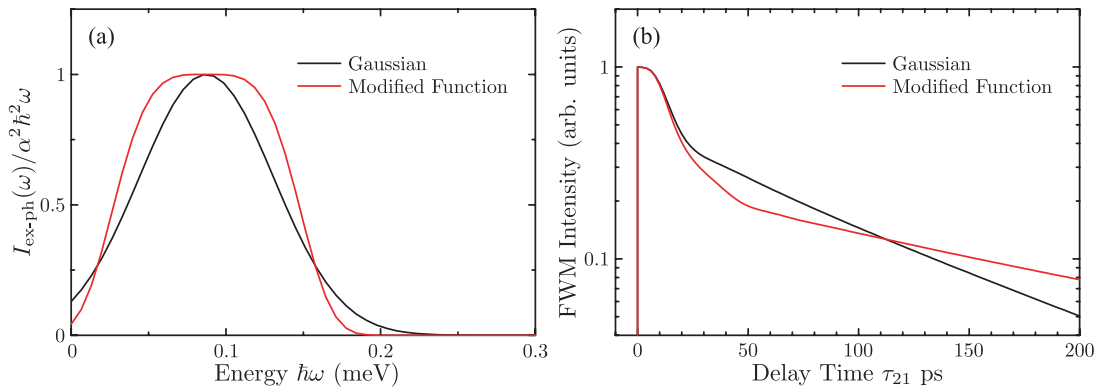 (a)
Gaussian
Modified Function
1
0.5
0
I_ex-ph(ω)/α²ħ²ω
0 0.1 0.2 0.3
Energy ħω (meV)
(b)
Gaussian
Modified Function
1
0.1
FWM Intensity (arb. units)
0 50 100 150 200
Delay Time τ₂₁ ps